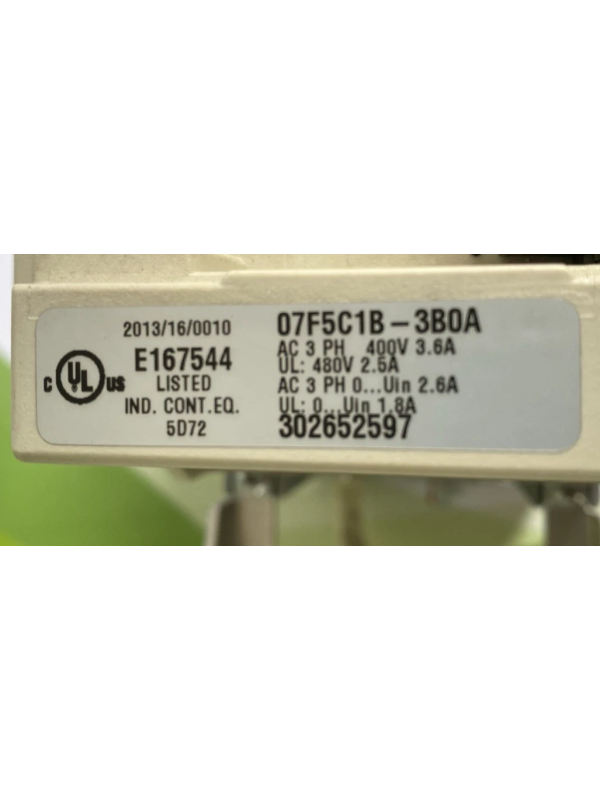 2013/16/0010
E167544
c UL us
LISTED
IND. CONT.EQ.
5D72
07F5C1B-3B0A
AC 3 PH 400V 3.6A
UL: 480V 2.5A
AC 3 PH 0...Uin 2.6A
UL: 0...Uin 1.8A
302652597